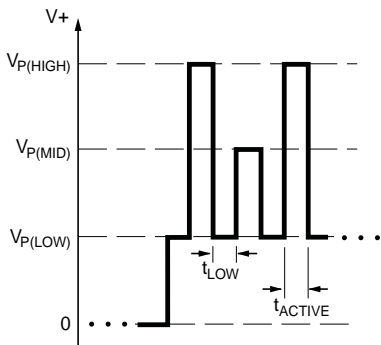 V+
VP(HIGH)
VP(MID)
VP(LOW)
tLOW
tACTIVE
0